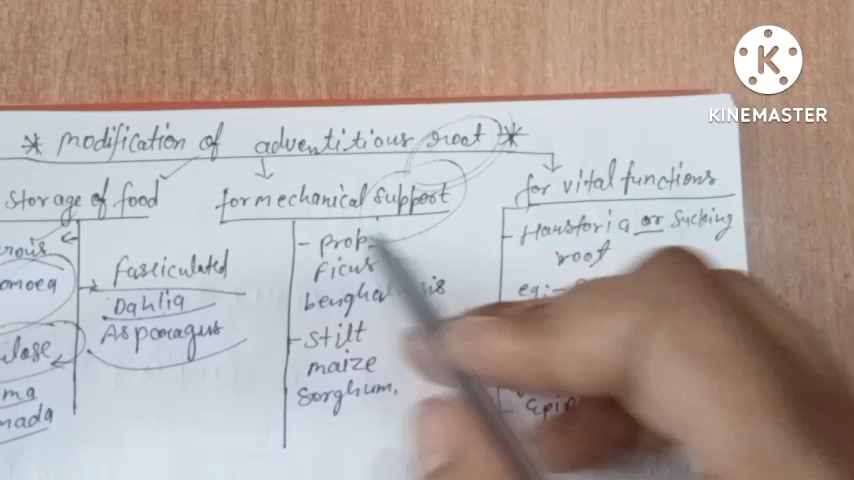 KINEMASTER
* Modification of adventitious root *
Storage of food
for mechanical support
for vital functions
omoea
fasciculated
Dahlia
Asparagus
- Prop
ficus
- Stilt
maize
Sorghum.
- Haustoria or Sucking
root
eg:-